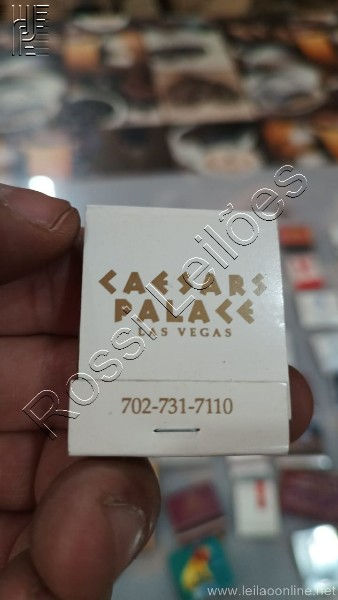 CAESARS
PALACE
LAS VEGAS
702-731-7110
Rossi Leilões
www.leilaoonline.net